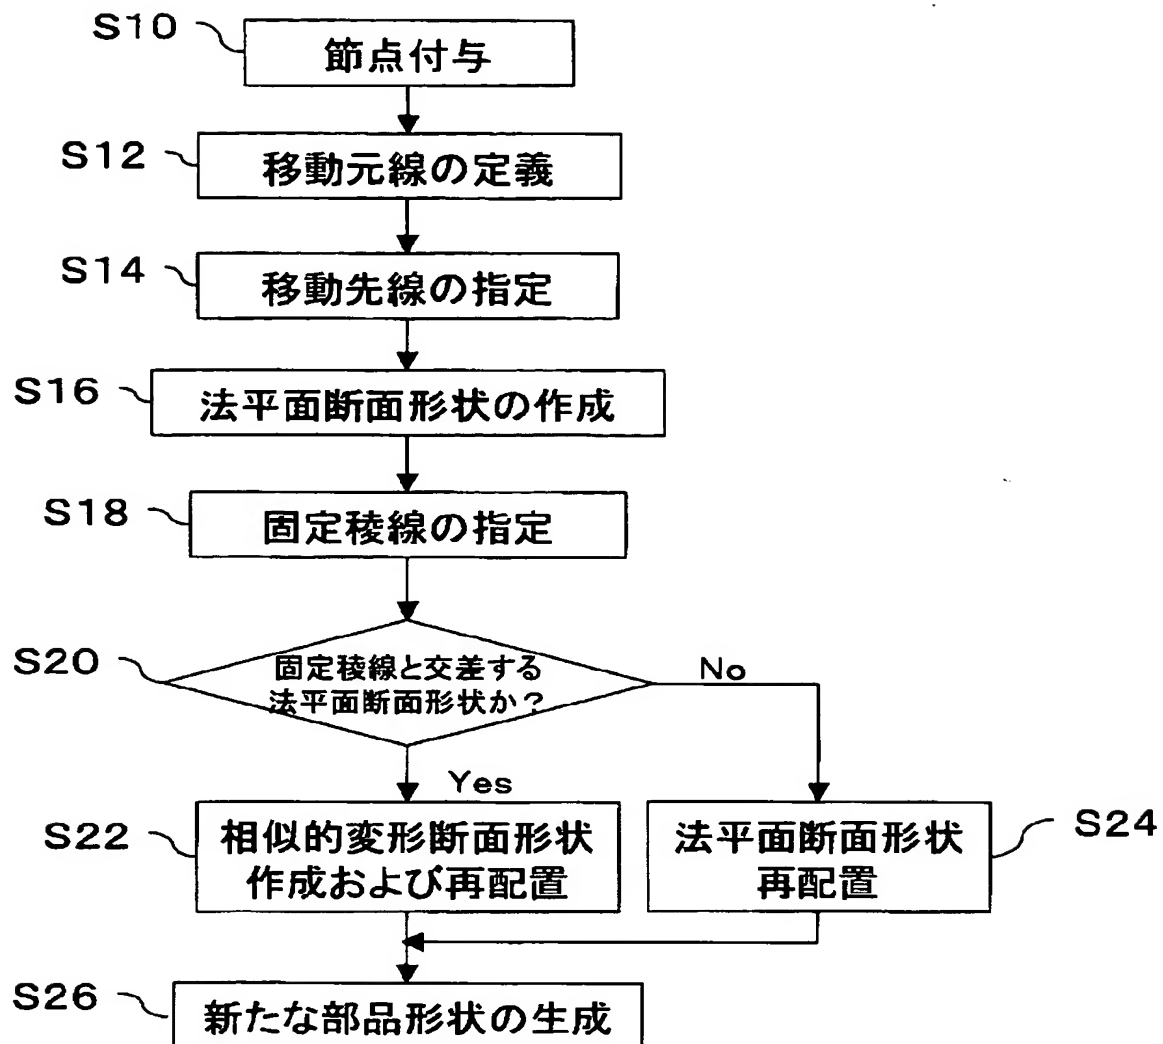 S10
節点付与
S12
移動元線の定義
S14
移動先線の指定
S16
法平面断面形状の作成
S18
固定稜線の指定
S20
固定稜線と交差する
法平面断面形状か？
No
Yes
S22
相似的変形断面形状
作成および再配置
法平面断面形状
再配置
S24
S26
新たな部品形状の生成